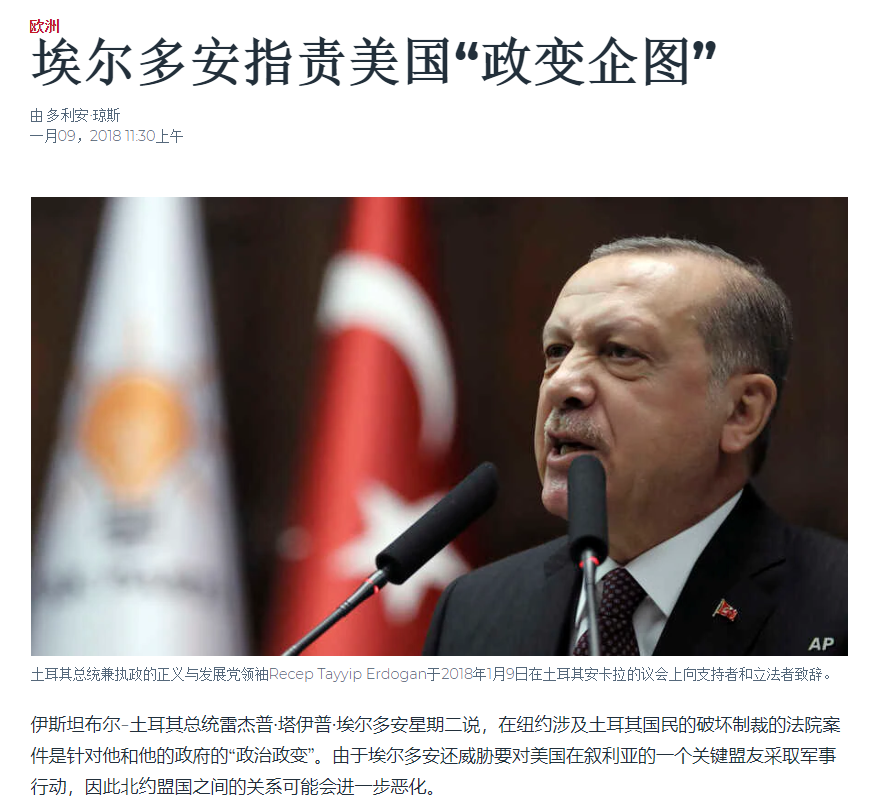 欧洲
埃尔多安指责美国“政变企图”
由 多利安·琼斯
一月09，2018 11:30上午
AP
土耳其总统兼执政的正义与发展党领袖Recep Tayyip Erdogan于2018年1月9日在土耳其安卡拉的议会上向支持者和立法者致辞。
伊斯坦布尔-土耳其总统雷杰普·塔伊普·埃尔多安星期二说，在纽约涉及土耳其国民的破坏制裁的法院案
件是针对他和他的政府的“政治政变”。由于埃尔多安还威胁要对美国在叙利亚的一个关键盟友采取军事
行动，因此北约盟国之间的关系可能会进一步恶化。